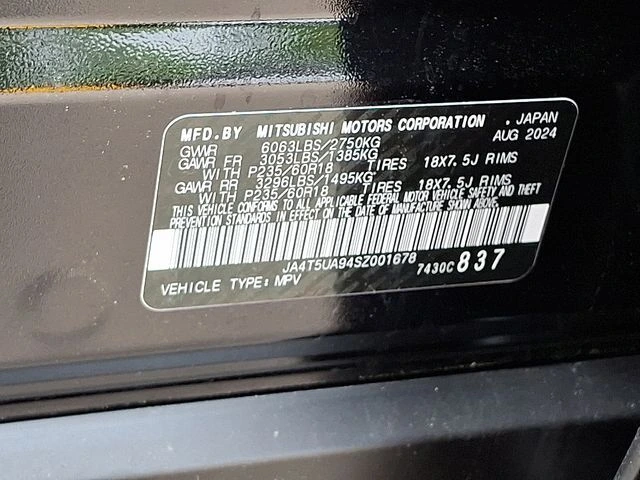 MFD.BY MITSUBISHI MOTORS CORPORATION . JAPAN
GVWR 6063LBS/2750KG AUG 2024
GAWR FR 3053LBS/1385KG
WITH P235/60R18 TIRES 18X7.5J RIMS
GAWR RR 3296LBS/1495KG
WITH P235/60R18 TIRES 18X7.5J RIMS
THIS VEHICLE CONFORMS TO ALL APPLICABLE FEDERAL MOTOR VEHICLE SAFETY AND THEFT
PREVENTION STANDARDS IN EFFECT ON THE DATE OF MANUFACTURE SHOWN ABOVE.
JA4T5UA94SZ001678 7430C 837
VEHICLE TYPE: MPV